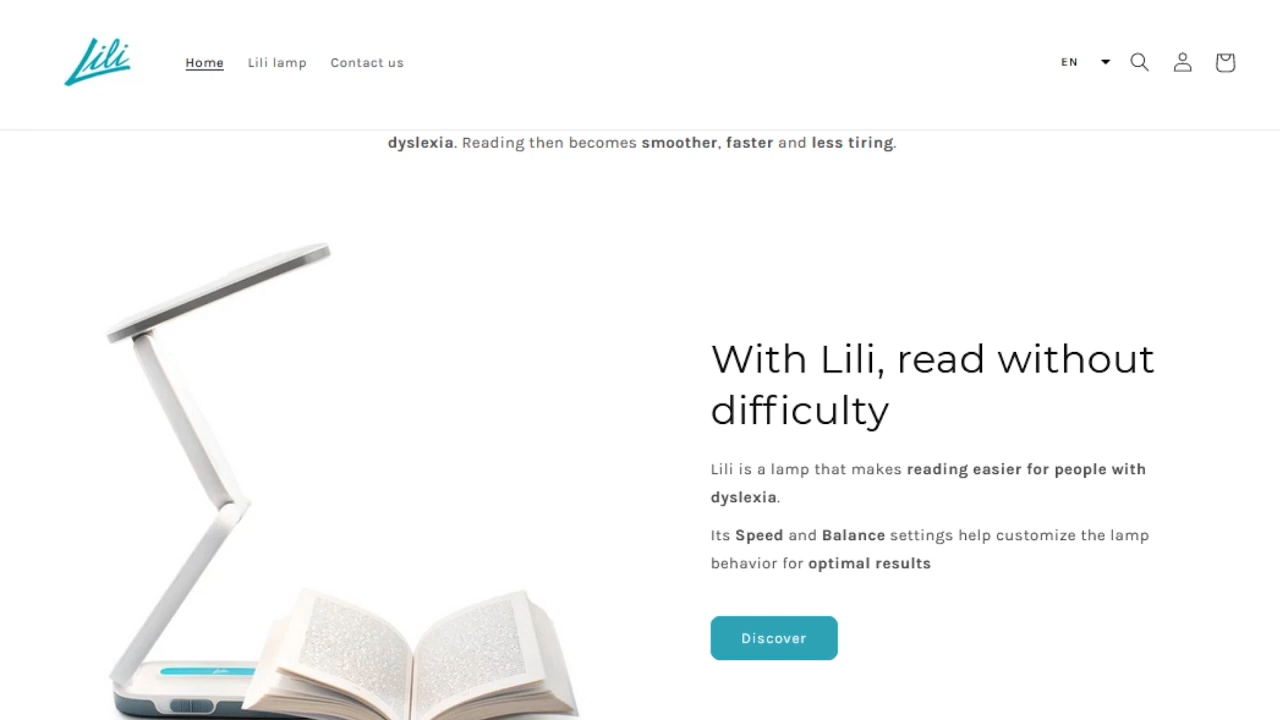 Lili
Home
Lili lamp
Contact us
EN
dyslexia. Reading then becomes smoother, faster and less tiring.
With Lili, read without
difficulty
Lili is a lamp that makes reading easier for people with
dyslexia.
Its Speed and Balance settings help customize the lamp
behavior for optimal results
Discover